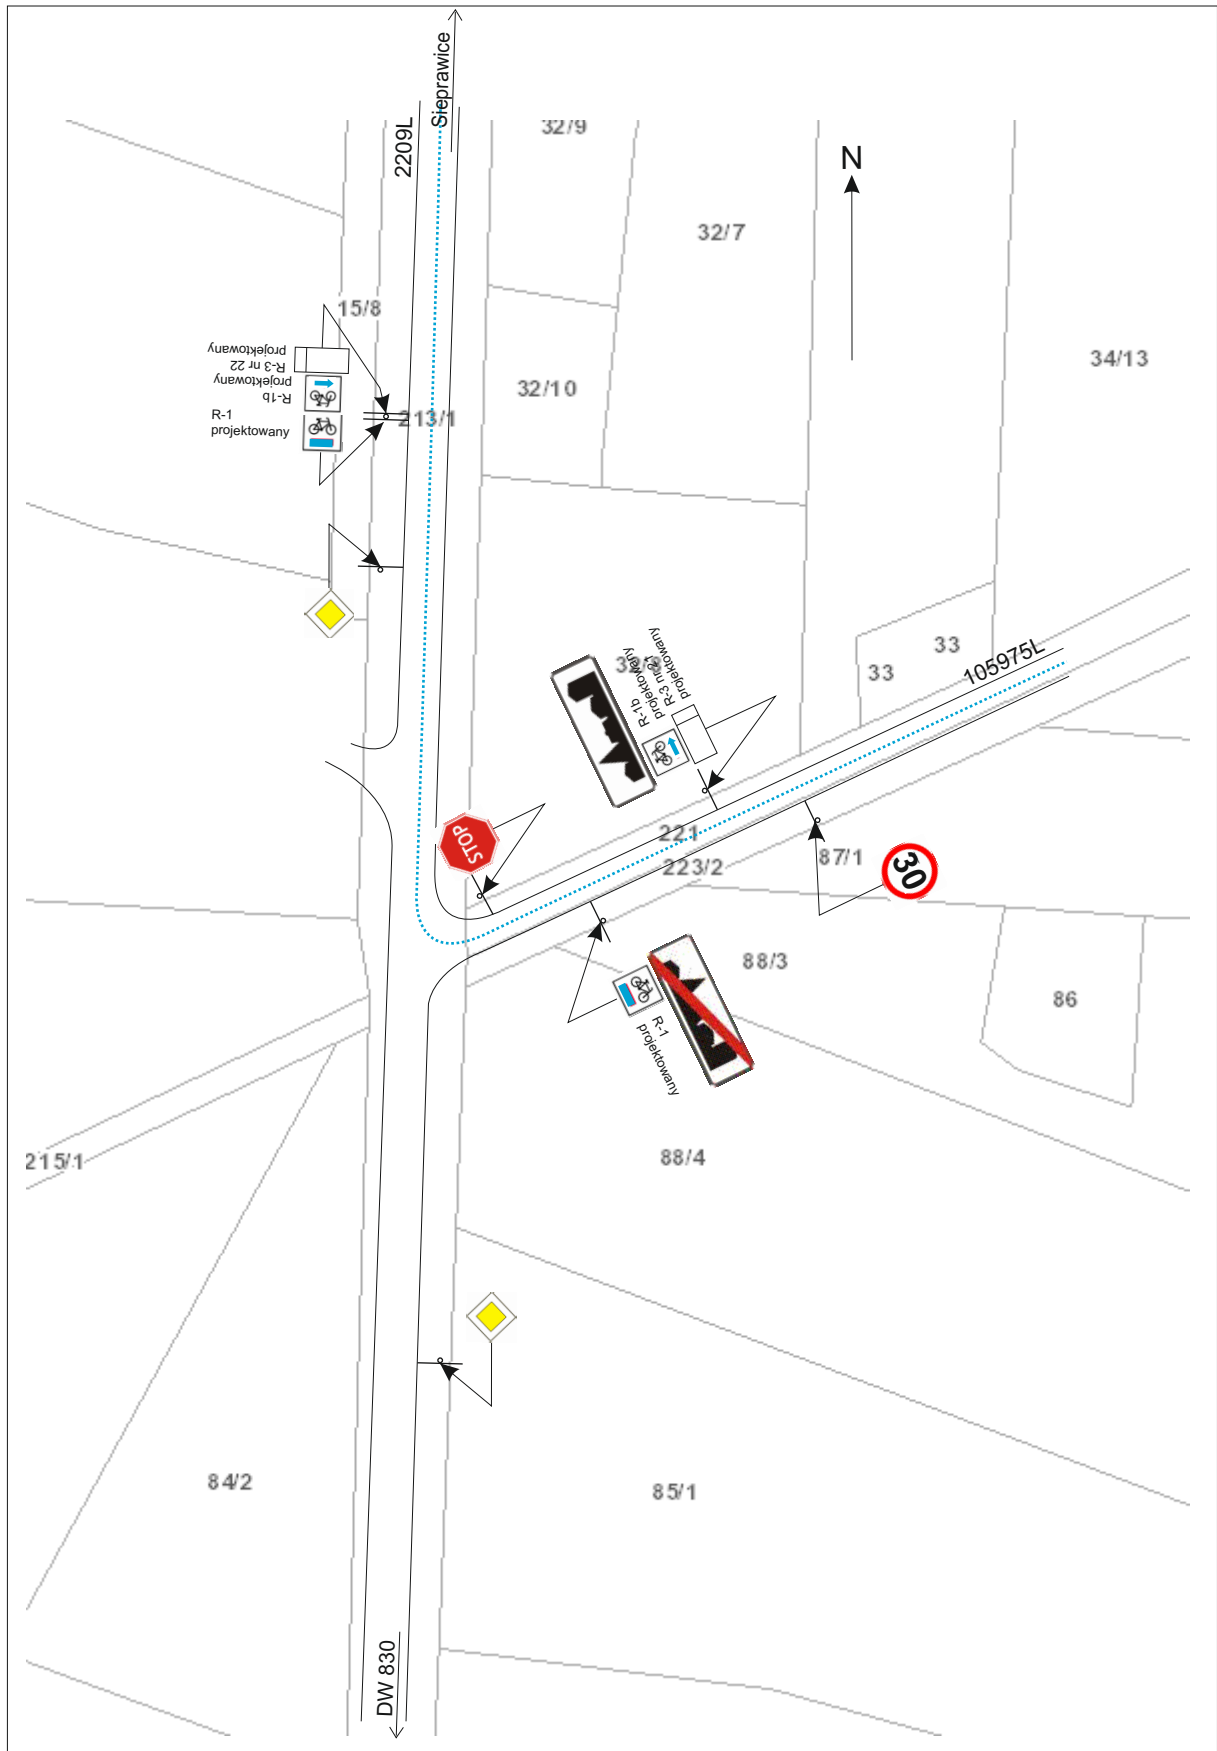 Sieprawice
2209L
32/9
N
32/7
15/8
R-3 nr 22
projektowany
R-1b
projektowany
R-1
projektowany
213/1
32/10
34/13
33
33
105975L
R-1b
projektowany
R-3 nr 21
projektowany
STOP
221
223/2
87/1
30
88/3
86
R-1
projektowany
215/1
88/4
84/2
85/1
DW 830